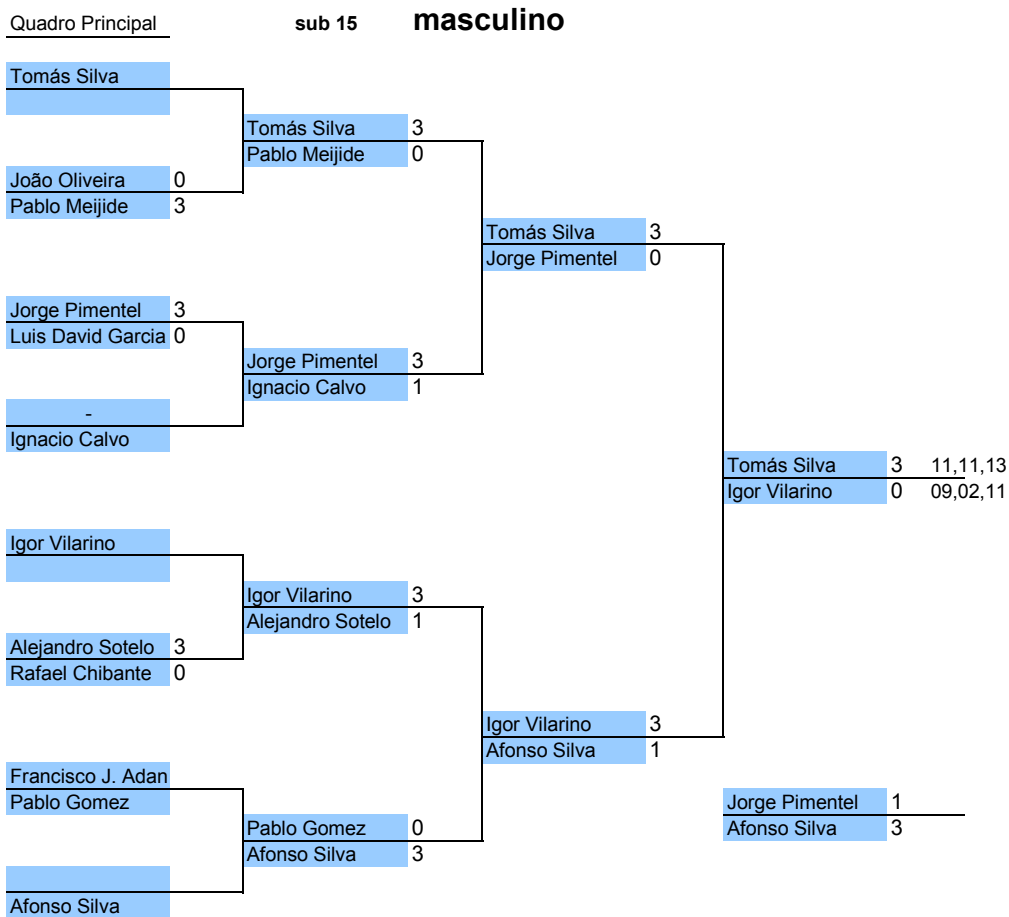 Quadro Principal sub 15 masculino
Tomás Silva
Tomás Silva 3
Pablo Meijide 0
João Oliveira 0
Pablo Meijide 3
Tomás Silva 3
Jorge Pimentel 0
Jorge Pimentel 3
Luis David Garcia 0
Jorge Pimentel 3
Ignacio Calvo 1
-
Ignacio Calvo
Tomás Silva 3 11,11,13
Igor Vilarino 0 09,02,11
Igor Vilarino
Igor Vilarino 3
Alejandro Sotelo 1
Alejandro Sotelo 3
Rafael Chibante 0
Igor Vilarino 3
Afonso Silva 1
Francisco J. Adan
Pablo Gomez
Jorge Pimentel 1
Afonso Silva 3
Pablo Gomez 0
Afonso Silva 3
Afonso Silva